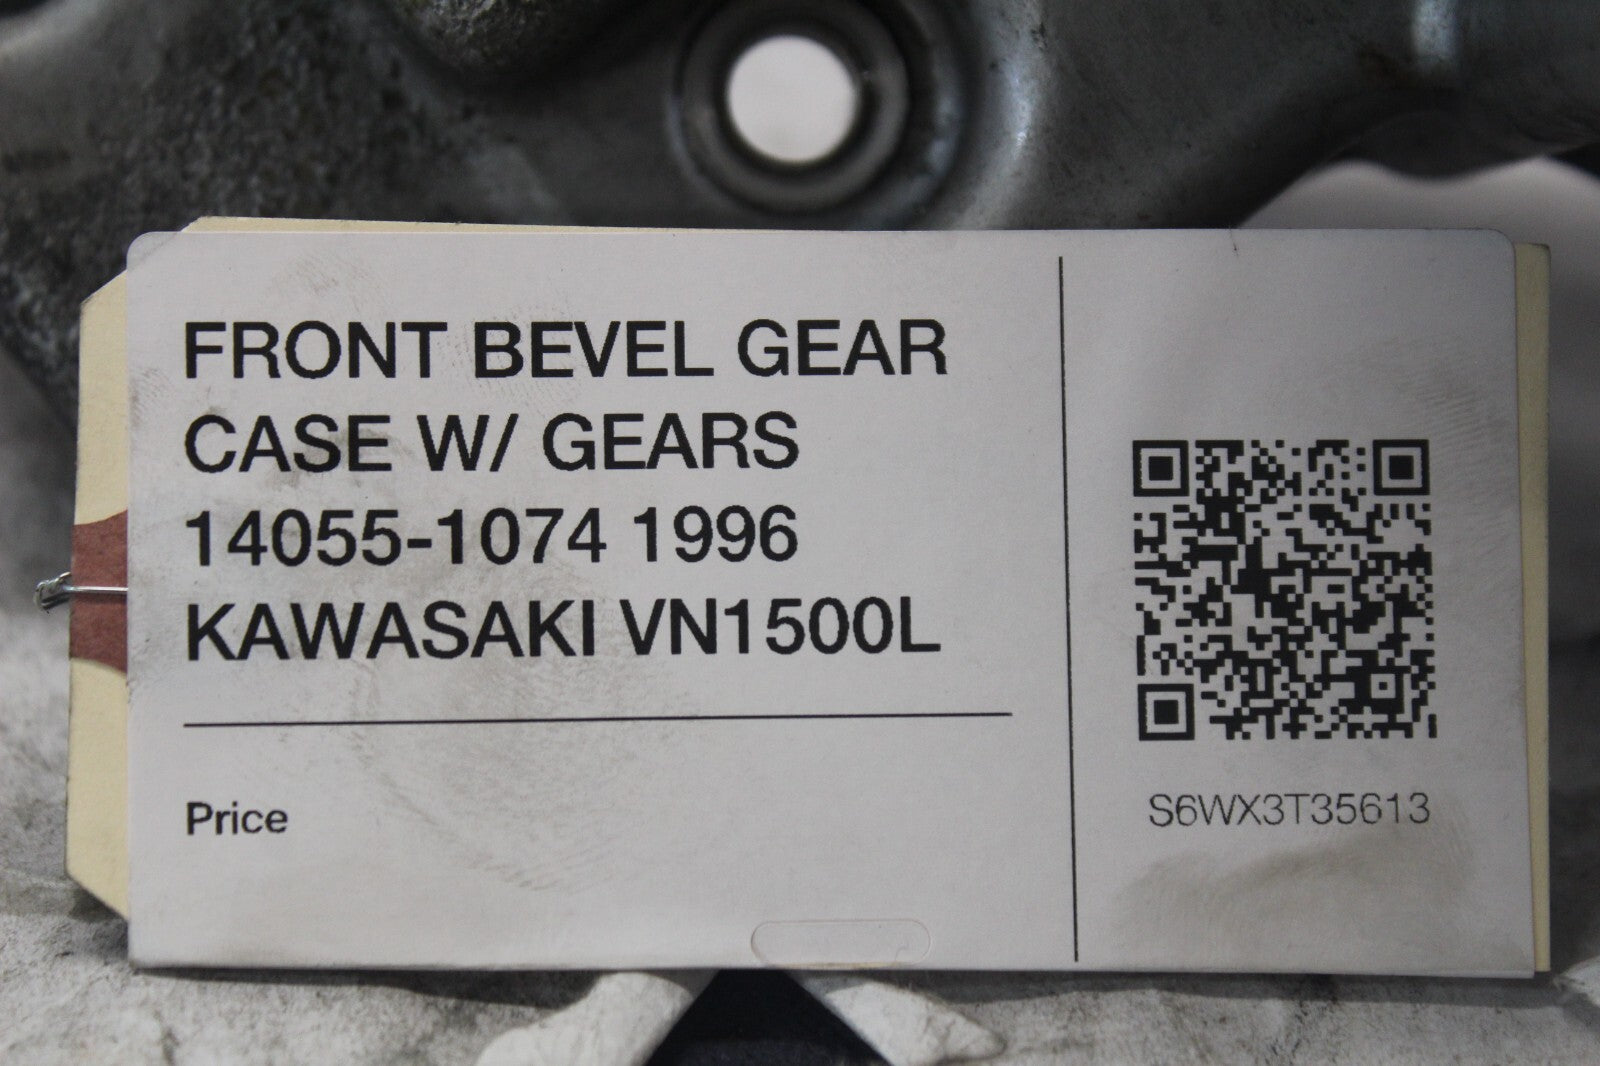 FRONT BEVEL GEAR
CASE W/ GEARS
14055-1074 1996
KAWASAKI VN1500L
Price
S6WX3T35613